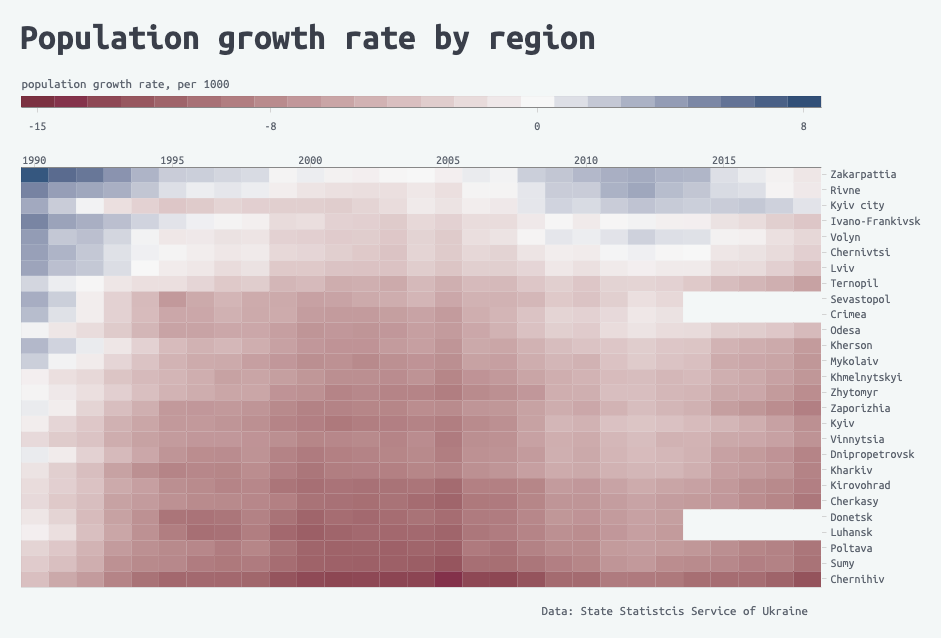 Population growth rate by region
population growth rate, per 1000
-15 -8 0 8
1990 1995 2000 2005 2010 2015
Zakarpattia
Rivne
Kyiv city
Ivano-Frankivsk
Volyn
Chernivtsi
Lviv
Ternopil
Sevastopol
Crimea
Odesa
Kherson
Mykolaiv
Khmelnytskyi
Zhytomyr
Zaporizhia
Kyiv
Vinnytsia
Dnipropetrovsk
Kharkiv
Kirovohrad
Cherkasy
Donetsk
Luhansk
Poltava
Sumy
Chernihiv
Data: State Statistcis Service of Ukraine